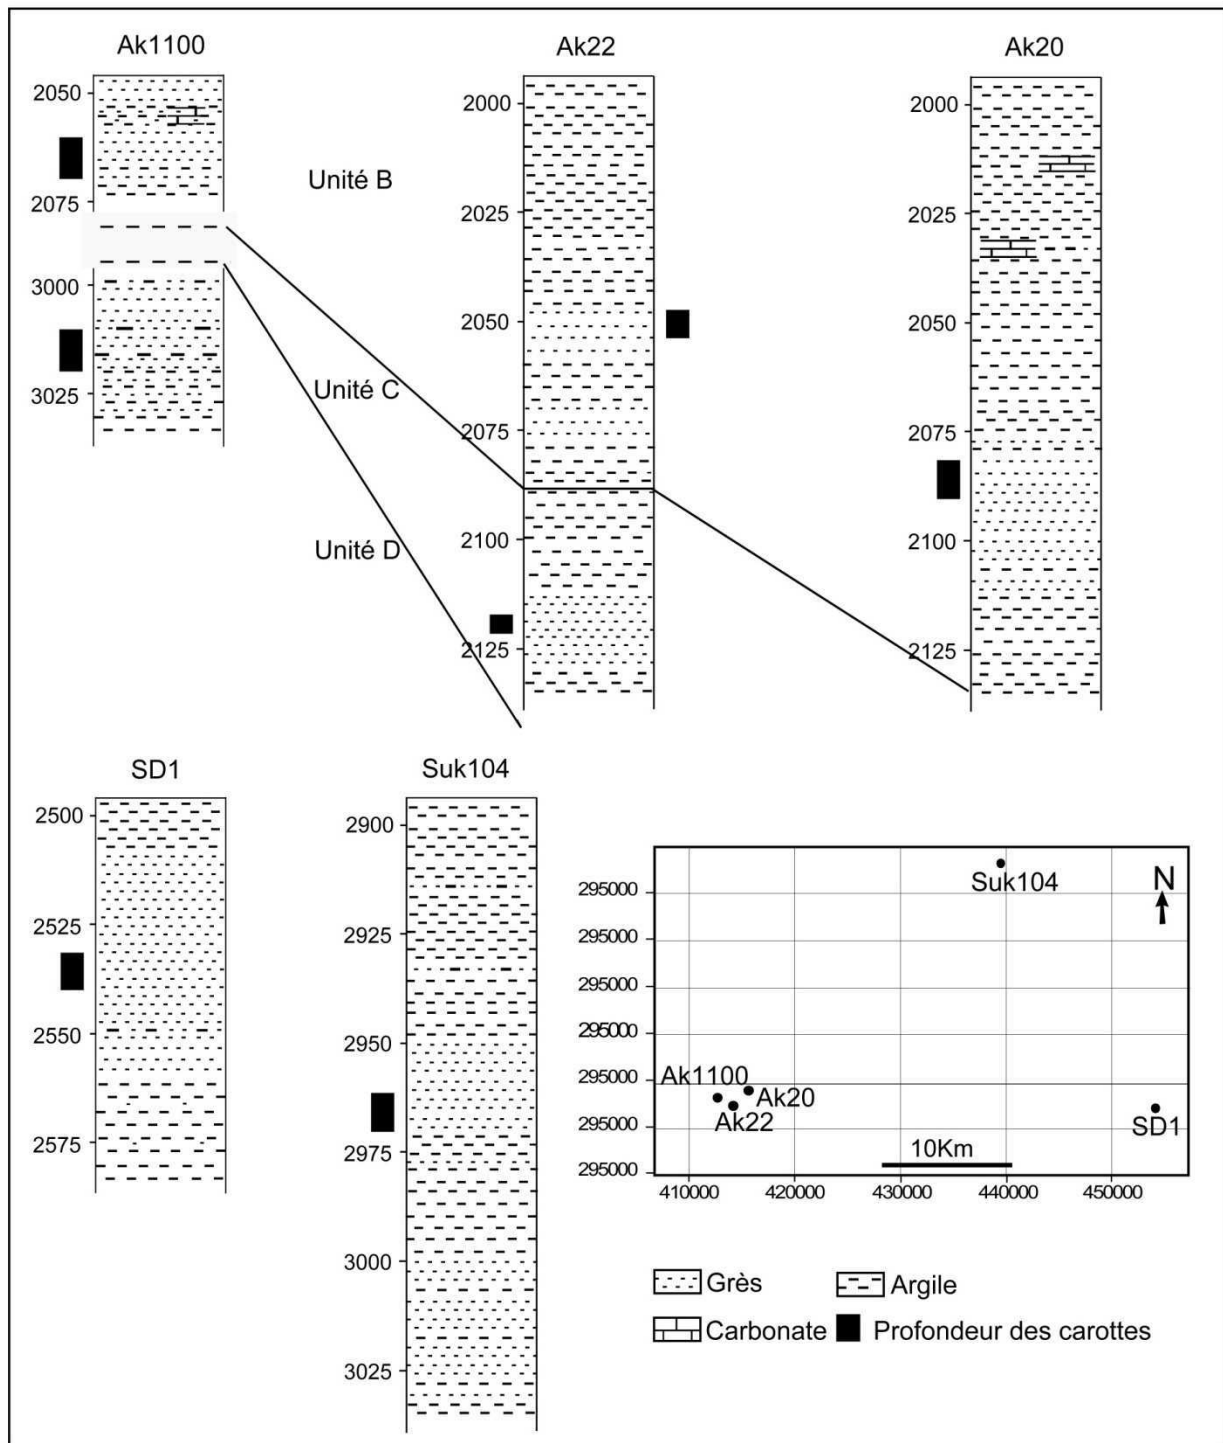 Ak1100
Ak22
Ak20
2050
2075
3000
3025
Unité B
Unité C
Unité D
2000
2025
2050
2075
2100
2125
2000
2025
2050
2075
2100
2125
SD1
Suk104
2500
2525
2550
2575
2900
2925
2950
2975
3000
3025
295000
295000
295000
295000
295000
295000
295000
Suk104
N
Ak1100
Ak20
Ak22
SD1
10Km
410000 420000 430000 440000 450000
Grès
Argile
Carbonate
Profondeur des carottes